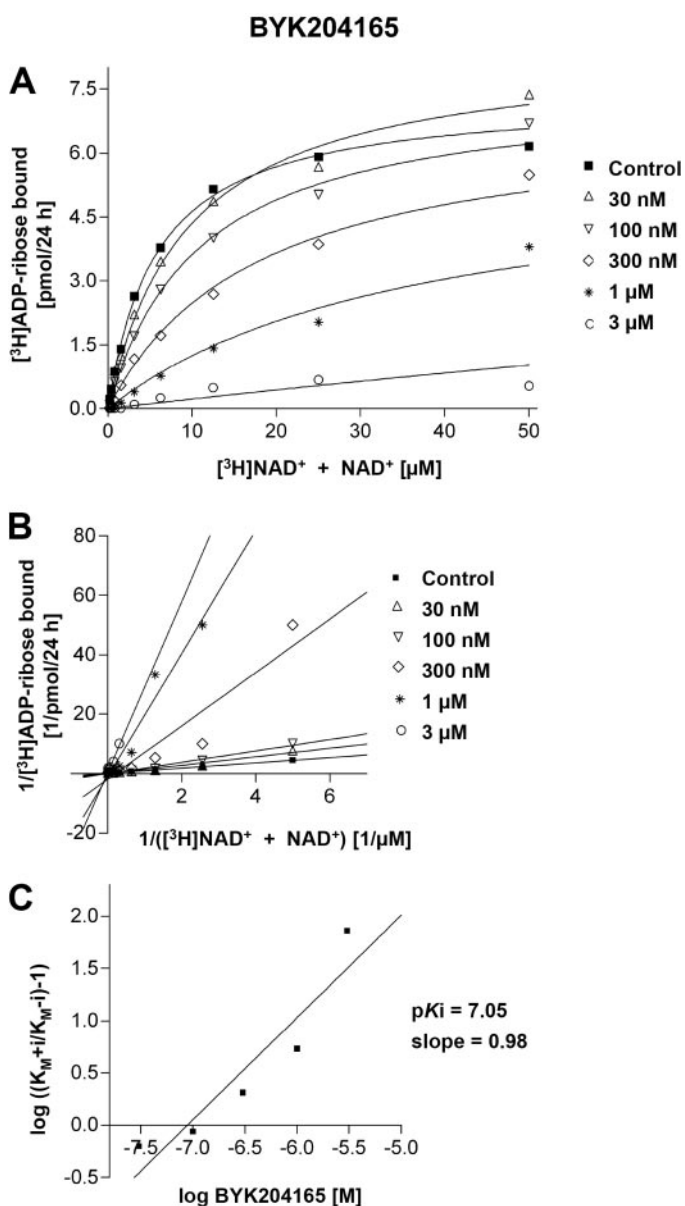 BYK204165
A
[³H]ADP-ribose bound
[pmol/24 h]
7.5
6.0
4.5
3.0
1.5
0.0
0
10
20
30
40
50
[³H]NAD⁺ + NAD⁺ [µM]
Control
30 nM
100 nM
300 nM
1 µM
3 µM
B
1/[³H]ADP-ribose bound
[1/pmol/24 h]
80
60
40
20
-20
2
4
6
1/([³H]NAD⁺ + NAD⁺) [1/µM]
Control
30 nM
100 nM
300 nM
1 µM
3 µM
C
log ((K_M+i/K_M-i)-1)
2.0
1.5
1.0
0.5
0.0
-0.5
-7.5
-7.0
-6.5
-6.0
-5.5
-5.0
log BYK204165 [M]
pKi = 7.05
slope = 0.98